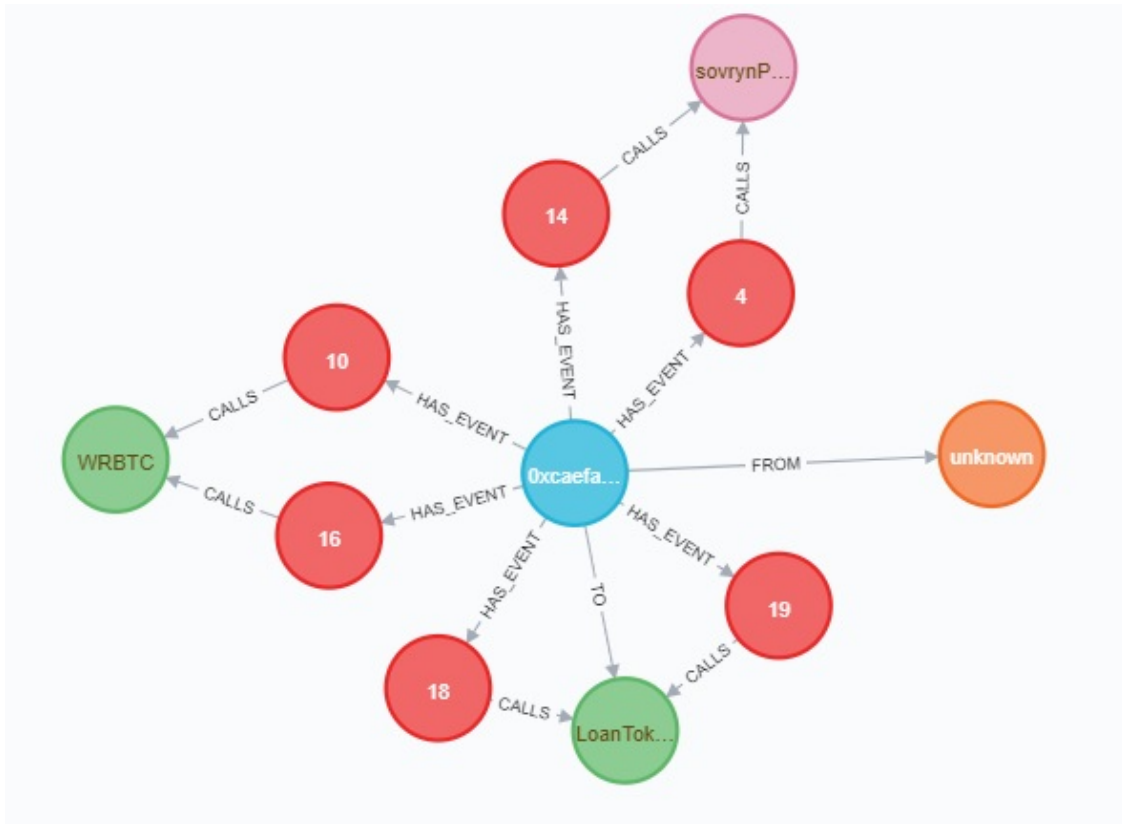 sovrynP...
CALLS
CALLS
14
4
HAS_EVENT
HAS_EVENT
10
HAS_EVENT
CALLS
WRBTC
unknown
FROM
0xcaefa...
CALLS
HAS_EVENT
16
HAS_EVENT
HAS_EVENT
TO
19
CALLS
18
CALLS
LoanTok...